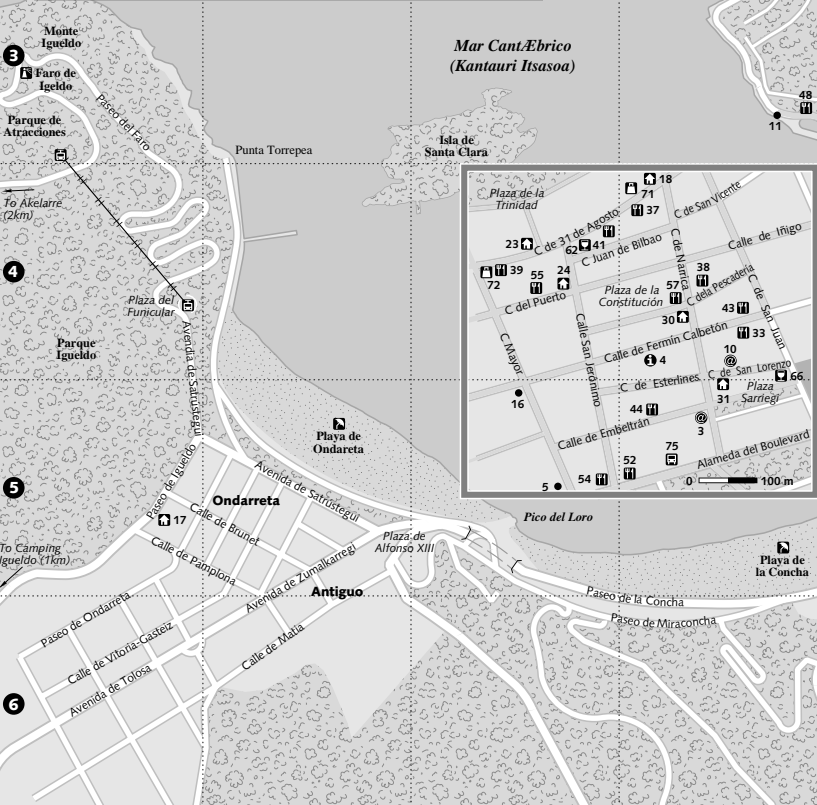 Monte
Igueldo
3
Faro de
Igeldo
Parque de
Atracciones
Paseo del Faro
To Akelarre
(2km)
Mar CantÆbrico
(Kantauri Itsasoa)
Punta Torrepea
Isla de
Santa Clara
48
11
4
Plaza del
Funicular
Parque
Igueldo
Avendia de Satrústegui
Plaza de la
Trinidad
18
71
37
C de San Vicente
C de 31 de Agosto
23
62
41
C Juan de Bilbao
C de Narrica
Calle de Iñigo
72
39
55
24
C del Puerto
Plaza de la
Constitución
57
38
C dela Pescaderia
30
43
C de San Juan
33
C Mayor
Calle San Jerónimo
Calle de Fermín Calbetón
4
10
C de San Lorenzo
66
C de Esterlines
31
Plaza
Sarriegi
16
44
Calle de Embeltrán
3
75
Alameda del Boulevard
52
54
5
0
100 m
Playa de
Ondareta
5
Paseo de Igueldo
Avenida de Satrústegui
Ondarreta
17
Calle de Brunet
Calle de Pamplona
Plaza de
Alfonso XIII
Pico del Loro
Playa de
la Concha
To Camping
Igueldo (1km)
Avenida de Zumalkarregi
Antiguo
Paseo de la Concha
Paseo de Miraconcha
Paseo de Ondarreta
Calle de Vitoria-Gasteiz
Calle de Matia
Avenida de Tolosa
6